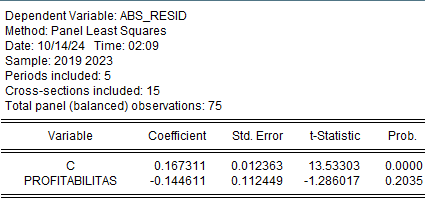 Dependent Variable: ABS_RESID
Method: Panel Least Squares
Date: 10/14/24 Time: 02:09
Sample: 2019 2023
Periods included: 5
Cross-sections included: 15
Total panel (balanced) observations: 75
Variable Coefficient Std. Error t-Statistic Prob.
C 0.167311 0.012363 13.53303 0.0000
PROFITABILITAS -0.144611 0.112449 -1.286017 0.2035